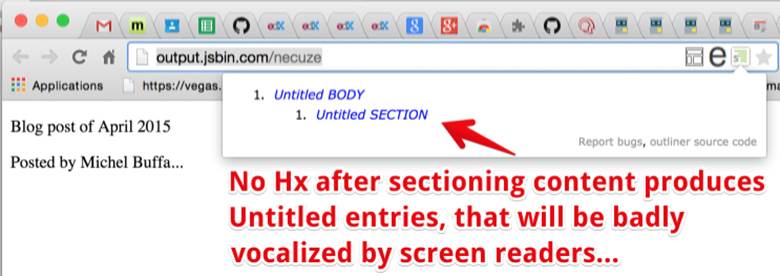 output.jsbin.com/necuze
Applications
https://vegas.
1. Untitled BODY
1. Untitled SECTION
Report bugs, outliner source code
Blog post of April 2015
Posted by Michel Buffa...
No Hx after sectioning content produces
Untitled entries, that will be badly
vocalized by screen readers...